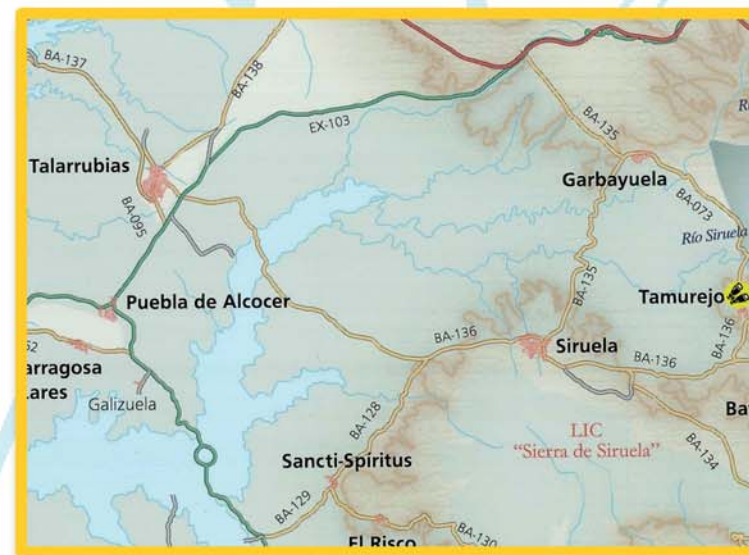 BA-137
BA-138
EX-103
BA-135
Talarrubias
Garbayuela
BA-073
BA-095
Río Siruela
BA-135
Tamurejo
Puebla de Alcocer
BA-136
Siruela
BA-136
BA-136
arragosa
ares
Galizuela
BA-128
LIC
"Sierra de Siruela"
BA-134
Sancti-Spíritus
BA-129
BA-130
El Risco